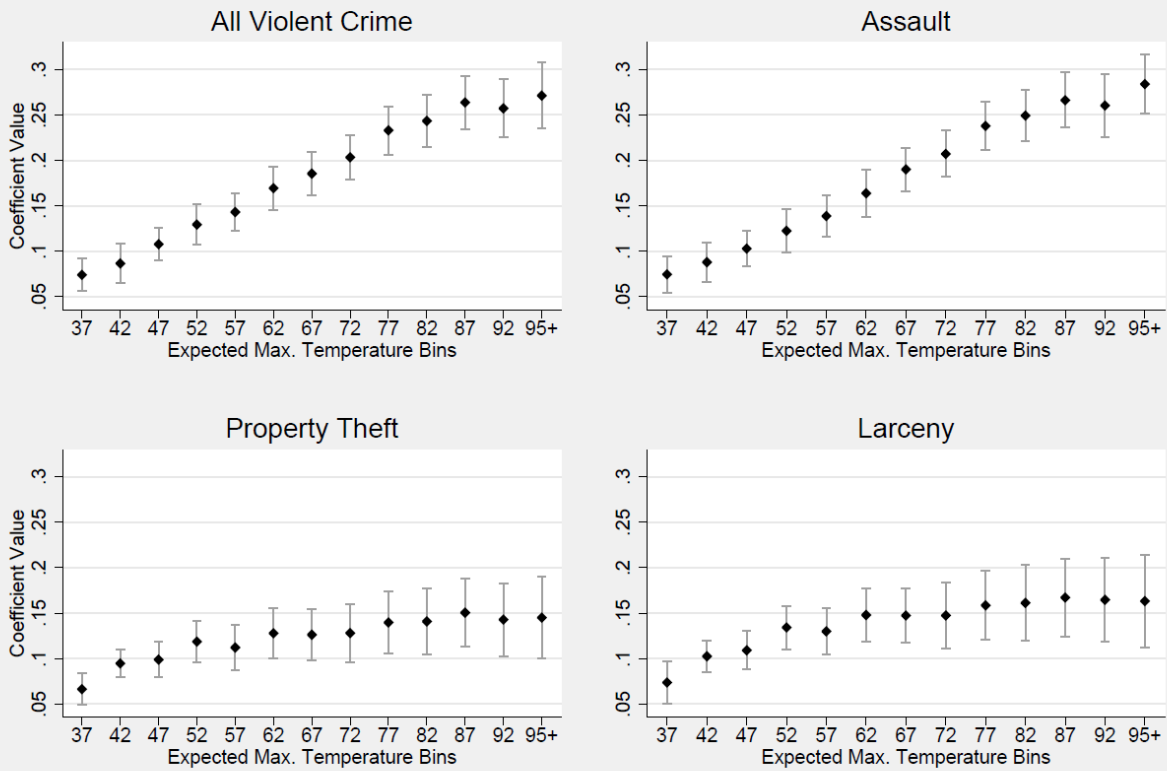 All Violent Crime
Coefficient Value
.3
.25
.2
.15
.1
.05
37 42 47 52 57 62 67 72 77 82 87 92 95+
Expected Max. Temperature Bins
Assault
.3
.25
.2
.15
.1
.05
37 42 47 52 57 62 67 72 77 82 87 92 95+
Expected Max. Temperature Bins
Property Theft
Coefficient Value
.3
.25
.2
.15
.1
.05
37 42 47 52 57 62 67 72 77 82 87 92 95+
Expected Max. Temperature Bins
Larceny
.3
.25
.2
.15
.1
.05
37 42 47 52 57 62 67 72 77 82 87 92 95+
Expected Max. Temperature Bins